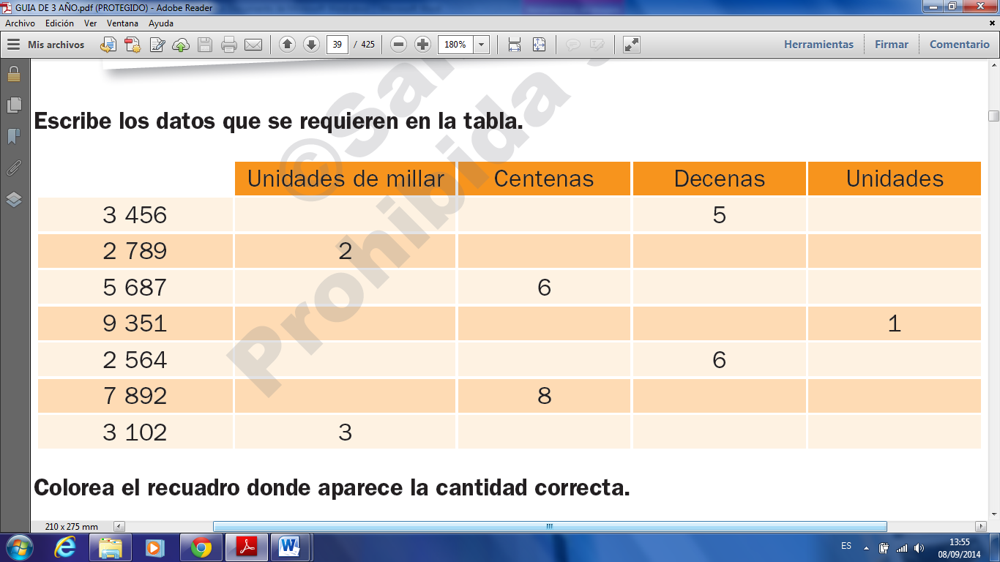 GUIA DE 3 AÑO.pdf (PROTEGIDO) - Adobe Reader
Archivo Edición Ver Ventana Ayuda
Mis archivos 39 / 425 180% Herramientas Firmar Comentario
©San
Prohibida
Escribe los datos que se requieren en la tabla.
Unidades de millar Centenas Decenas Unidades
3 456 5
2 789 2
5 687 6
9 351 1
2 564 6
7 892 8
3 102 3
Colorea el recuadro donde aparece la cantidad correcta.
210 x 275 mm
ES 13:55
08/09/2014